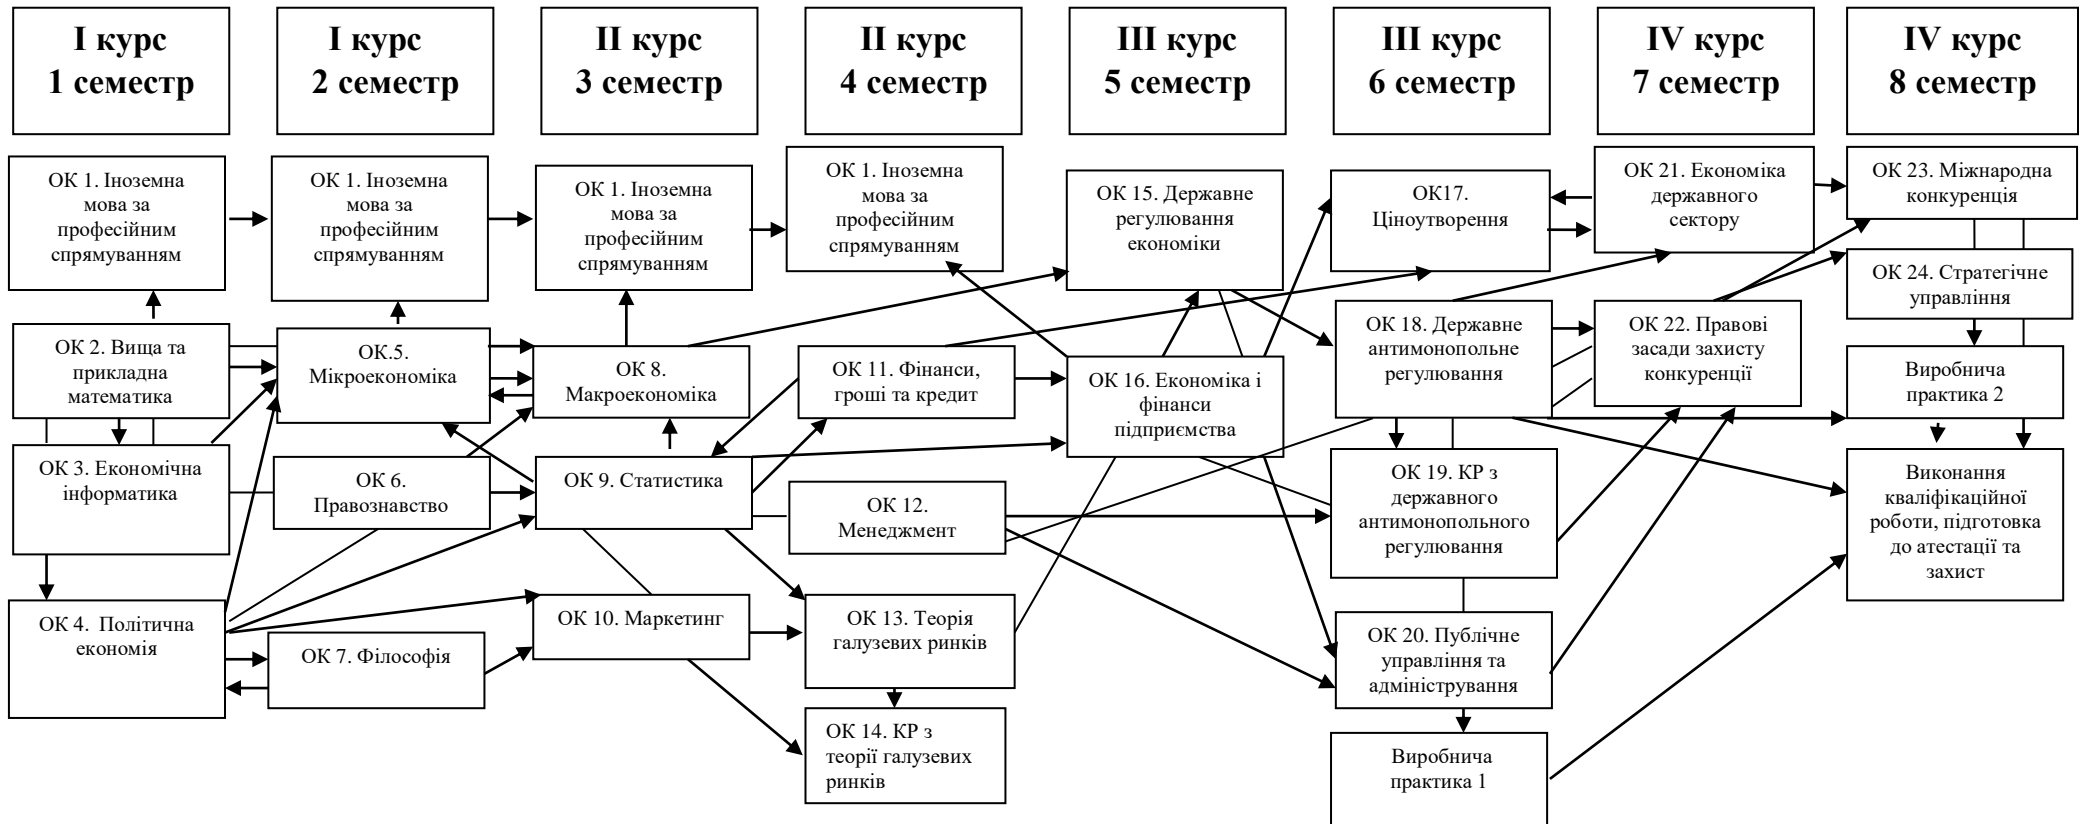 I курс
1 семестр
I курс
2 семестр
II курс
3 семестр
II курс
4 семестр
III курс
5 семестр
III курс
6 семестр
IV курс
7 семестр
IV курс
8 семестр
ОК 1. Іноземна
мова за
професійним
спрямуванням
ОК 2. Вища та
прикладна
математика
ОК 3. Економічна
інформатика
ОК 4. Політична
економія
ОК 1. Іноземна
мова за
професійним
спрямуванням
ОК.5.
Мікроекономіка
ОК 6.
Правознавство
ОК 7. Філософія
ОК 1. Іноземна
мова за
професійним
спрямуванням
ОК 8.
Макроекономіка
ОК 9. Статистика
ОК 10. Маркетинг
ОК 1. Іноземна
мова за
професійним
спрямуванням
ОК 11. Фінанси,
гроші та кредит
ОК 12.
Менеджмент
ОК 13. Теорія
галузевих ринків
ОК 14. КР з
теорії галузевих
ринків
ОК 15. Державне
регулювання
економіки
ОК 16. Економіка і
фінанси
підприємства
ОК17.
Ціноутворення
ОК 18. Державне
антимонопольне
регулювання
ОК 19. КР з
державного
антимонопольного
регулювання
ОК 20. Публічне
управління та
адміністрування
Виробнича
практика 1
ОК 21. Економіка
державного
сектору
ОК 22. Правові
засади захисту
конкуренції
ОК 23. Міжнародна
конкуренція
ОК 24. Стратегічне
управління
Виробнича
практика 2
Виконання
кваліфікаційної
роботи, підготовка
до атестації та
захист